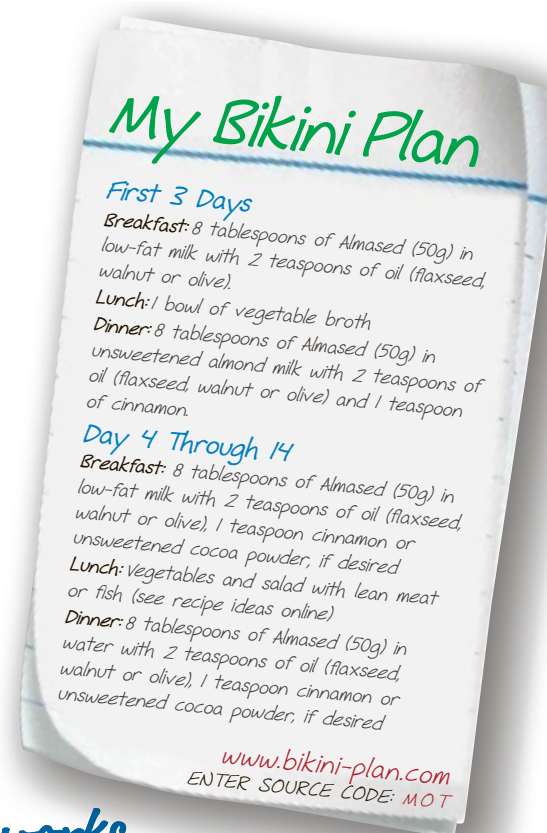 My Bikini Plan
First 3 Days
Breakfast: 8 tablespoons of Almased (50g) in
low-fat milk with 2 teaspoons of oil (flaxseed,
walnut or olive).
Lunch: 1 bowl of vegetable broth
Dinner: 8 tablespoons of Almased (50g) in
unsweetened almond milk with 2 teaspoons of
oil (flaxseed, walnut or olive) and 1 teaspoon
of cinnamon.
Day 4 Through 14
Breakfast: 8 tablespoons of Almased (50g) in
low-fat milk with 2 teaspoons of oil (flaxseed,
walnut or olive), 1 teaspoon cinnamon or
unsweetened cocoa powder, if desired
Lunch: Vegetables and salad with lean meat
or fish (see recipe ideas online)
Dinner: 8 tablespoons of Almased (50g) in
water with 2 teaspoons of oil (flaxseed,
walnut or olive), 1 teaspoon cinnamon or
unsweetened cocoa powder, if desired
www.bikini-plan.com
ENTER SOURCE CODE: MOT